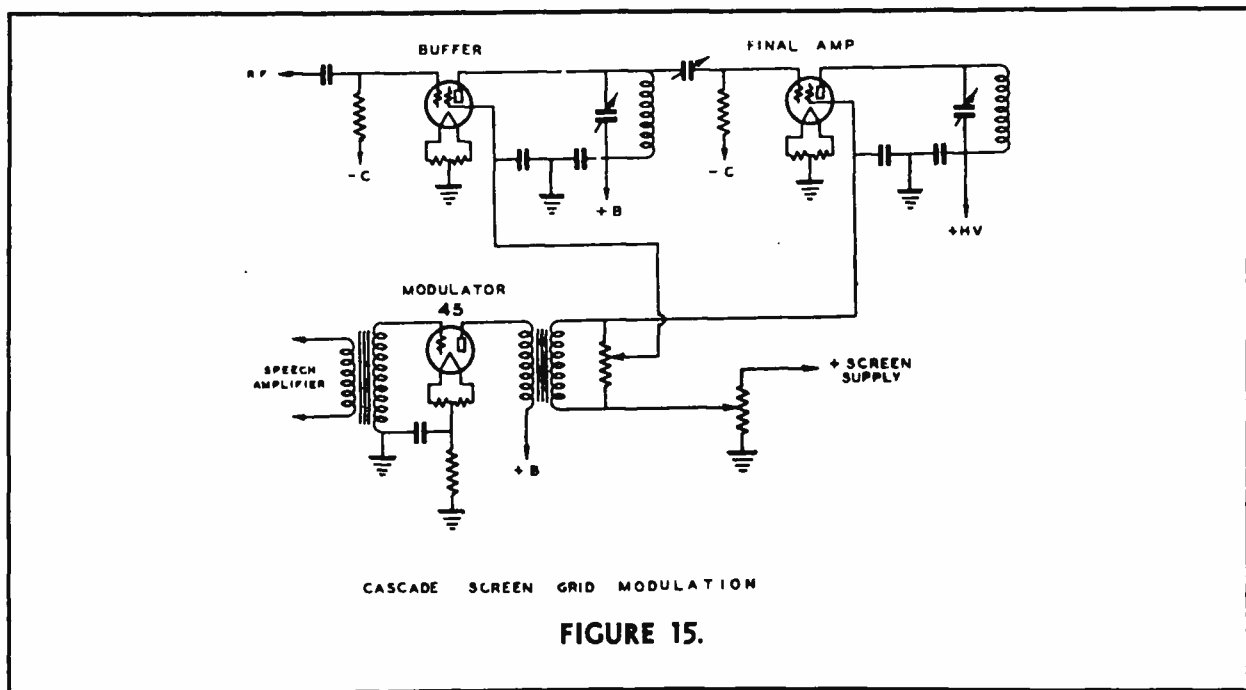 BUFFER
FINAL AMP
RF
- C
- C
+ B
+HV
MODULATOR
45
SPEECH
AMPLIFIER
+ SCREEN
SUPPLY
+ B
CASCADE SCREEN GRID MODULATION
FIGURE 15.